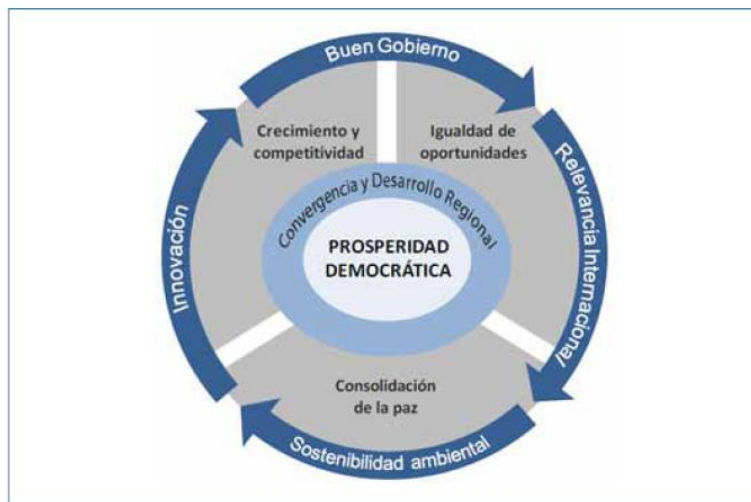 Buen Gobierno
Crecimiento y
competitividad
Igualdad de
oportunidades
Relevancia Internacional
Innovación
Convergencia y Desarrollo Regional
PROSPERIDAD
DEMOCRÁTICA
Consolidación
de la paz
Sostenibilidad ambiental